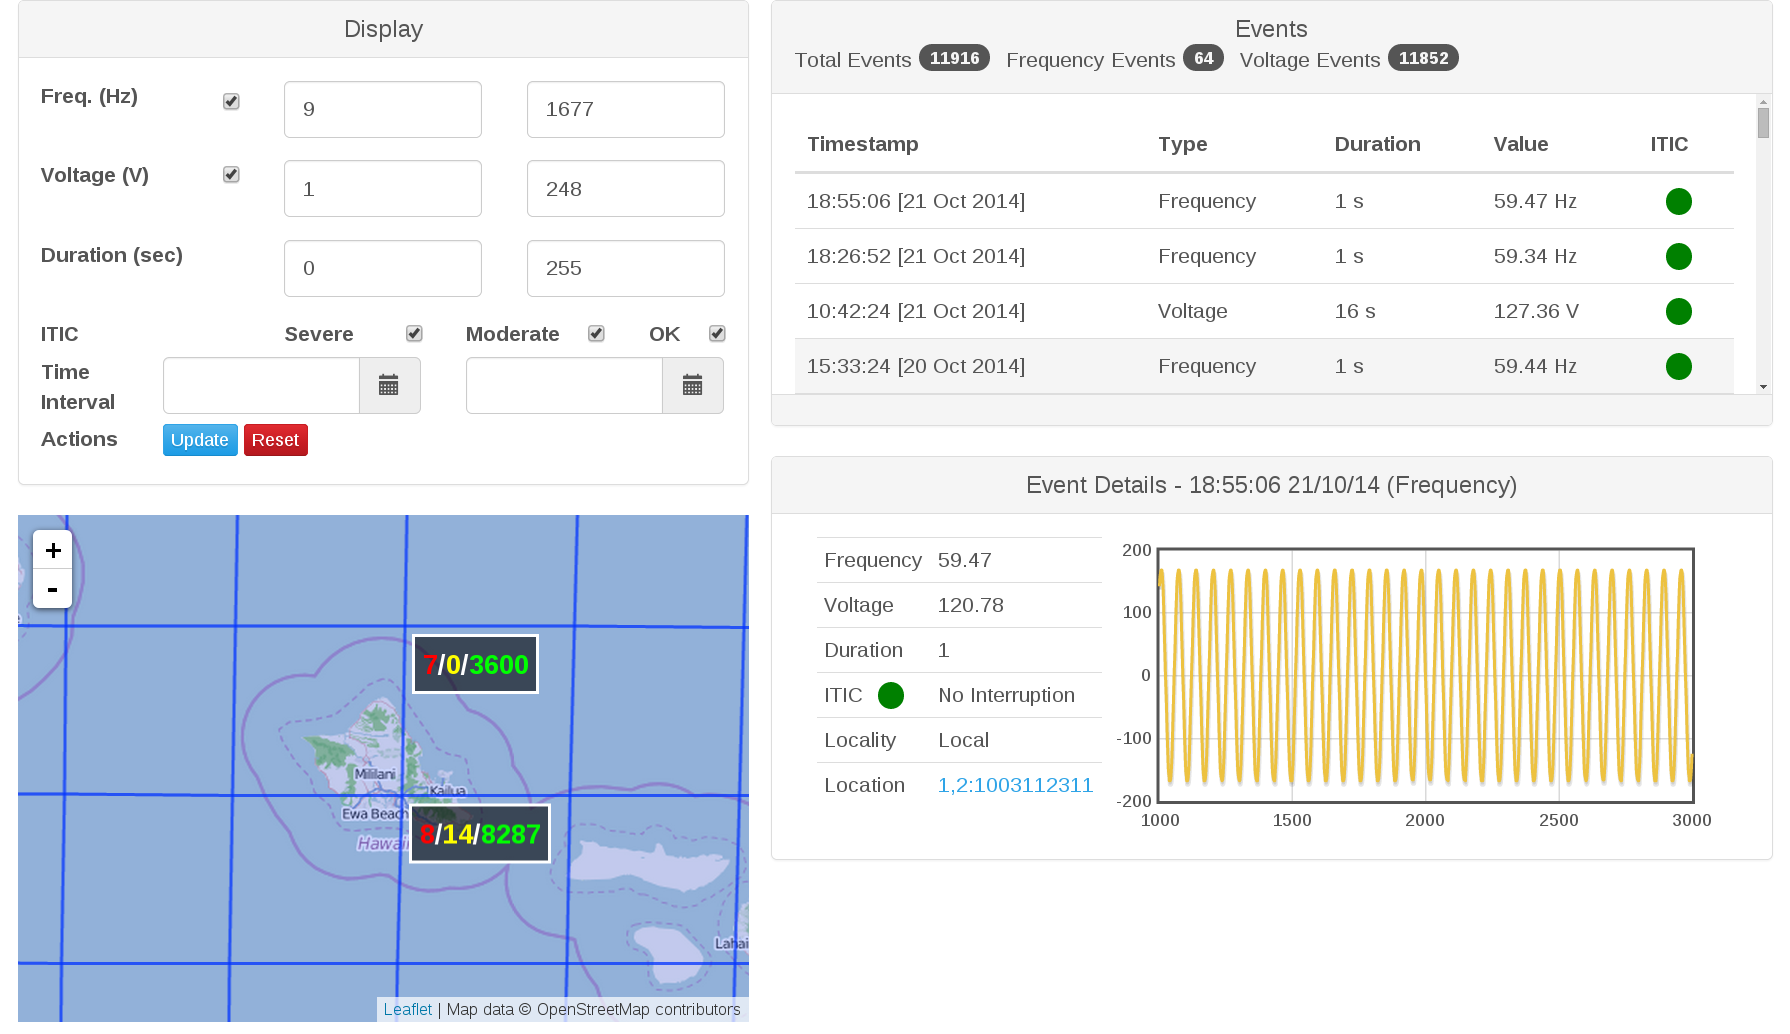 Display
Freq. (Hz) 9 1677
Voltage (V) 1 248
Duration (sec) 0 255
ITIC Severe Moderate OK
Time
Interval
Actions Update Reset
+
-
7/0/3600
Mililani
Kailua
Ewa Beach
8/14/8287
Hawai
Lahai
Leaflet | Map data © OpenStreetMap contributors
Events
Total Events 11916 Frequency Events 64 Voltage Events 11852
Timestamp Type Duration Value ITIC
18:55:06 [21 Oct 2014] Frequency 1 s 59.47 Hz
18:26:52 [21 Oct 2014] Frequency 1 s 59.34 Hz
10:42:24 [21 Oct 2014] Voltage 16 s 127.36 V
15:33:24 [20 Oct 2014] Frequency 1 s 59.44 Hz
Event Details - 18:55:06 21/10/14 (Frequency)
Frequency 59.47
Voltage 120.78
Duration 1
ITIC No Interruption
Locality Local
Location 1,2:1003112311
200
100
0
-100
-200
1000 1500 2000 2500 3000